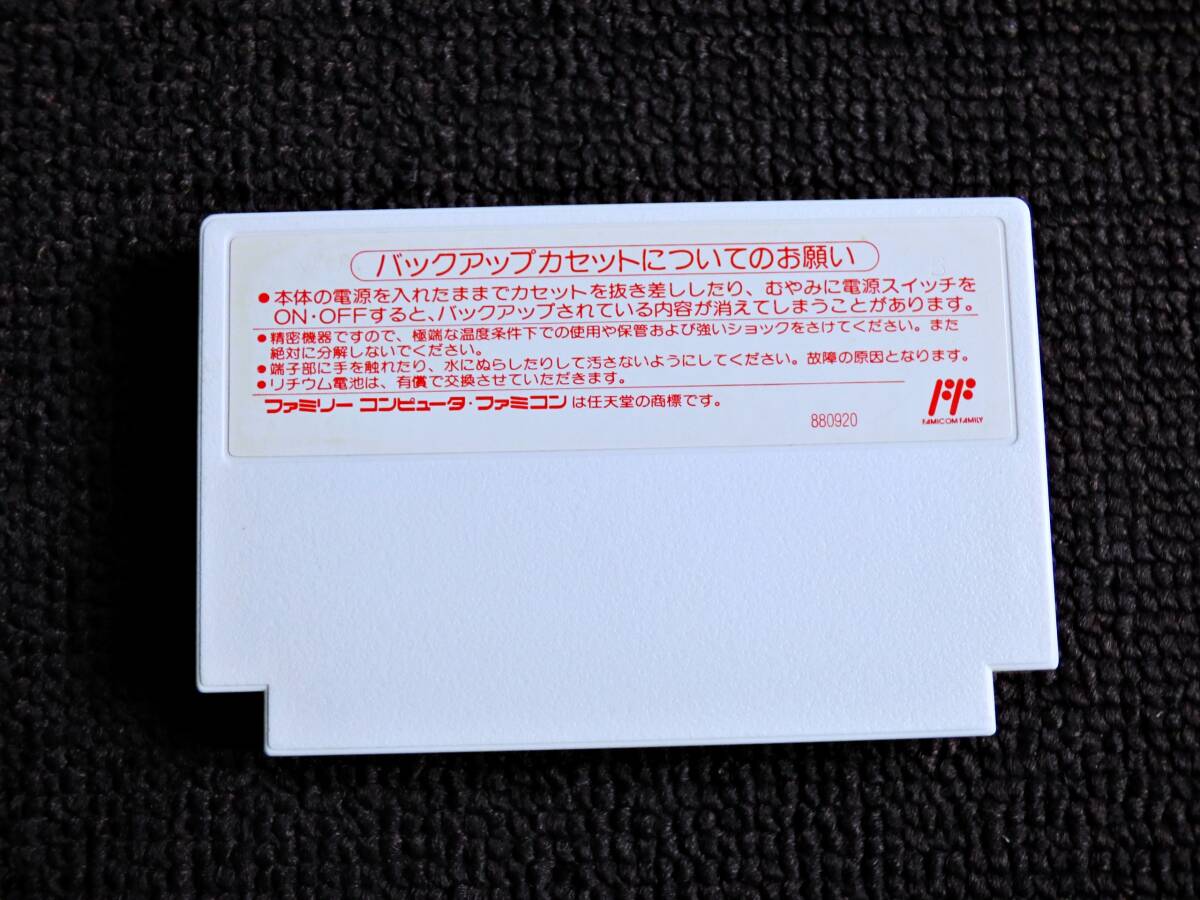 バックアップカセットについてのお願い
●本体の電源を入れたままでカセットを抜き差ししたり、むやみに電源スイッチを
ON・OFFすると、バックアップされている内容が消えてしまうことがあります。
●精密機器ですので、極端な温度条件下での使用や保管および強いショックをさけてください。また
絶対に分解しないでください。
●端子部に手を触れたり、水にぬらしたりして汚さないようにしてください。故障の原因となります。
●リチウム電池は、有償で交換させていただきます。
ファミリー コンピュータ・ファミコン は任天堂の商標です。
880920
FAMICOM FAMILY